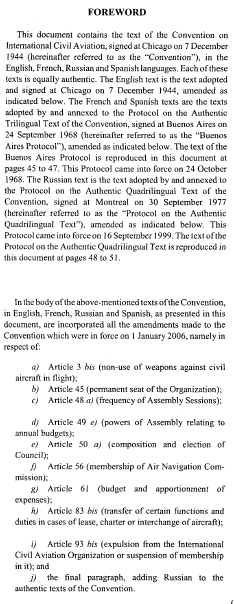 FOREWORD
This document contains the text of the Convention on
International Civil Aviation, signed at Chicago on 7 December
1944 (hereinafter referred to as the "Convention"), in the
English, French, Russian and Spanish languages. Each of these
texts is equally authentic. The English text is the text adopted
and signed at Chicago on 7 December 1944, amended as
indicated below. The French and Spanish texts are the texts
adopted by and annexed to the Protocol on the Authentic
Trilingual Text of the Convention, signed at Buenos Aires on
24 September 1968 (hereinafter referred to as the "Buenos
Aires Protocol"), amended as indicated below. The text of the
Buenos Aires Protocol is reproduced in this document at
pages 45 to 47. This Protocol came into force on 24 October
1968. The Russian text is the text adopted by and annexed to
the Protocol on the Authentic Quadrilingual Text of the
Convention, signed at Montreal on 30 September 1977
(hereinafter referred to as the "Protocol on the Authentic
Quadrilingual Text"), amended as indicated below. This
Protocol came into force on 16 September 1999. The text of the
Protocol on the Authentic Quadrilingual Text is reproduced in
this document at pages 48 to 51.
In the body of the above-mentioned texts of the Convention,
in English, French, Russian and Spanish, as presented in this
document, are incorporated all the amendments made to the
Convention which were in force on 1 January 2006, namely in
respect of:
a) Article 3 bis (non-use of weapons against civil
aircraft in flight);
b) Article 45 (permanent seat of the Organization);
c) Article 48 a) (frequency of Assembly Sessions);
d) Article 49 e) (powers of Assembly relating to
annual budgets);
e) Article 50 a) (composition and election of
Council);
f) Article 56 (membership of Air Navigation Com-
mission);
g) Article 61 (budget and apportionment of
expenses);
h) Article 83 bis (transfer of certain functions and
duties in cases of lease, charter or interchange of aircraft);
i) Article 93 bis (expulsion from the International
Civil Aviation Organization or suspension of membership
in it); and
j) the final paragraph, adding Russian to the
authentic texts of the Convention.